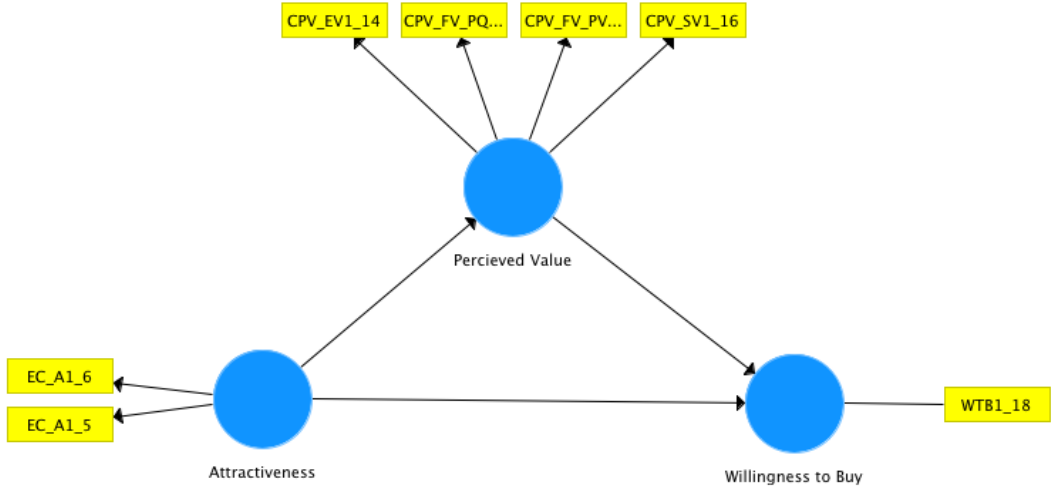 CPV_EV1_14
CPV_FV_PQ...
CPV_FV_PV...
CPV_SV1_16
Percieved Value
EC_A1_6
EC_A1_5
Attractiveness
WTB1_18
Willingness to Buy